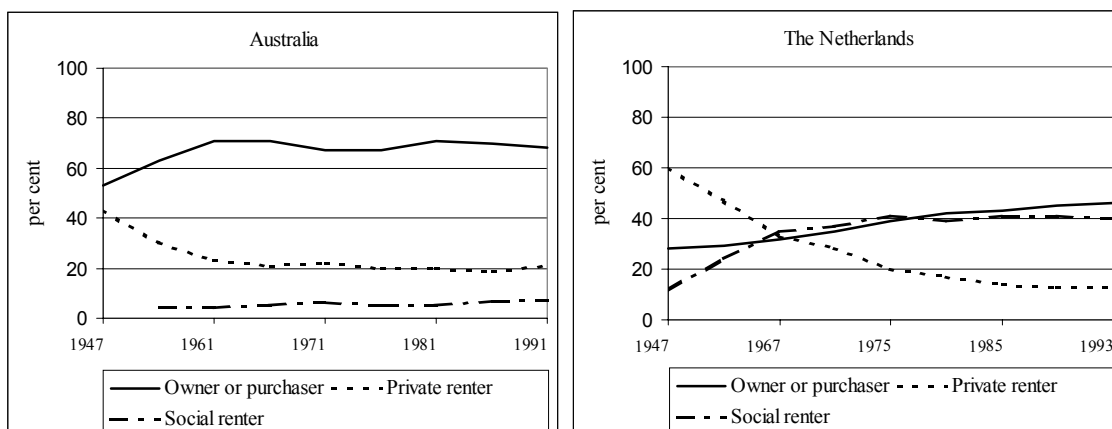 Australia
per cent
100
80
60
40
20
0
1947 1961 1971 1981 1991
Owner or purchaser Private renter
Social renter
The Netherlands
per cent
100
80
60
40
20
0
1947 1967 1975 1985 1993
Owner or purchaser Private renter
Social renter